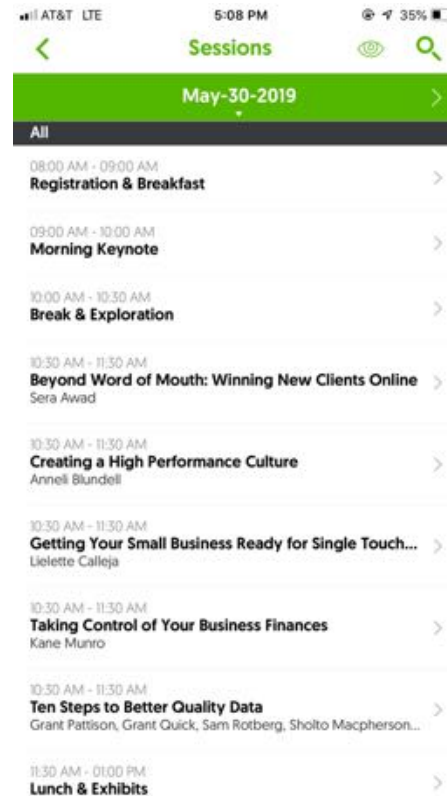 AT&T LTE 5:08 PM 35%
Sessions
May-30-2019
All
08:00 AM - 09:00 AM
Registration & Breakfast
09:00 AM - 10:00 AM
Morning Keynote
10:00 AM - 10:30 AM
Break & Exploration
10:30 AM - 11:30 AM
Beyond Word of Mouth: Winning New Clients Online
Sera Awad
10:30 AM - 11:30 AM
Creating a High Performance Culture
Anneli Blundell
10:30 AM - 11:30 AM
Getting Your Small Business Ready for Single Touch...
Lielette Calleja
10:30 AM - 11:30 AM
Taking Control of Your Business Finances
Kane Munro
10:30 AM - 11:30 AM
Ten Steps to Better Quality Data
Grant Pattison, Grant Quick, Sam Rotberg, Sholto Macpherson...
11:30 AM - 01:00 PM
Lunch & Exhibits